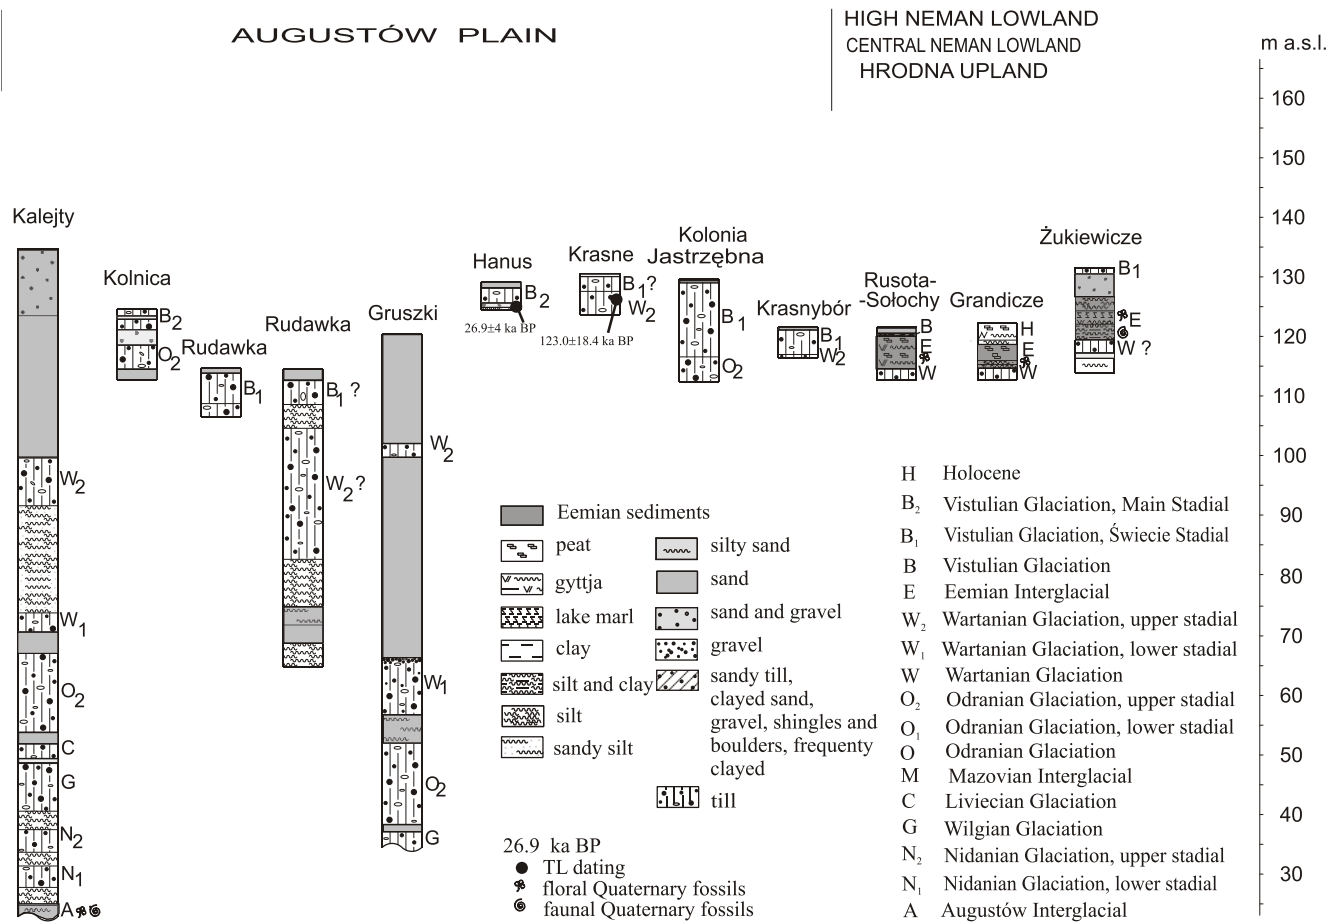 AUGUSTÓW PLAIN
HIGH NEMAN LOWLAND
CENTRAL NEMAN LOWLAND
HRODNA UPLAND
m a.s.l.
160
150
140
130
120
110
100
90
80
70
60
50
40
30
Kalejty
W2
W1
O2
C
G
N2
N1
A
Kolnica
B2
O2
Rudawka
B1
Rudawka
B1 ?
W2 ?
Gruszki
W2
W1
O2
G
Hanus
B2
26.9±4 ka BP
Krasne
B1?
W2
123.0±18.4 ka BP
Kolonia
Jastrzębna
B1
O2
Krasnybór
B1
W2
Rusota-
-Sołochy
B
E
W
Grandicze
H
E
W
Żukiewicze
B1
E
W ?
Eemian sediments
peat
gyttja
lake marl
clay
silt and clay
silt
sandy silt
silty sand
sand
sand and gravel
gravel
sandy till,
clayed sand,
gravel, shingles and
boulders, frequenty
clayed
till
26.9 ka BP
TL dating
floral Quaternary fossils
faunal Quaternary fossils
H Holocene
B2 Vistulian Glaciation, Main Stadial
B1 Vistulian Glaciation, Świecie Stadial
B Vistulian Glaciation
E Eemian Interglacial
W2 Wartanian Glaciation, upper stadial
W1 Wartanian Glaciation, lower stadial
W Wartanian Glaciation
O2 Odranian Glaciation, upper stadial
O1 Odranian Glaciation, lower stadial
O Odranian Glaciation
M Mazovian Interglacial
C Liviecian Glaciation
G Wilgian Glaciation
N2 Nidanian Glaciation, upper stadial
N1 Nidanian Glaciation, lower stadial
A Augustów Interglacial